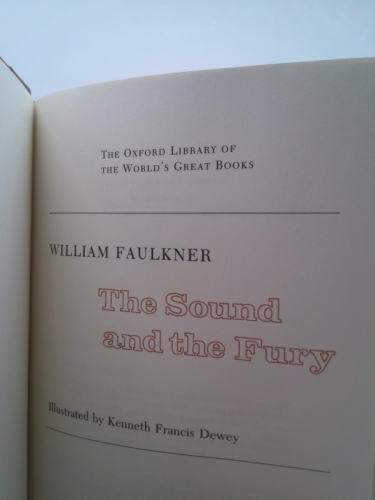 The Oxford Library of
the World's Great Books
WILLIAM FAULKNER
The Sound
and the Fury
Illustrated by Kenneth Francis Dewey